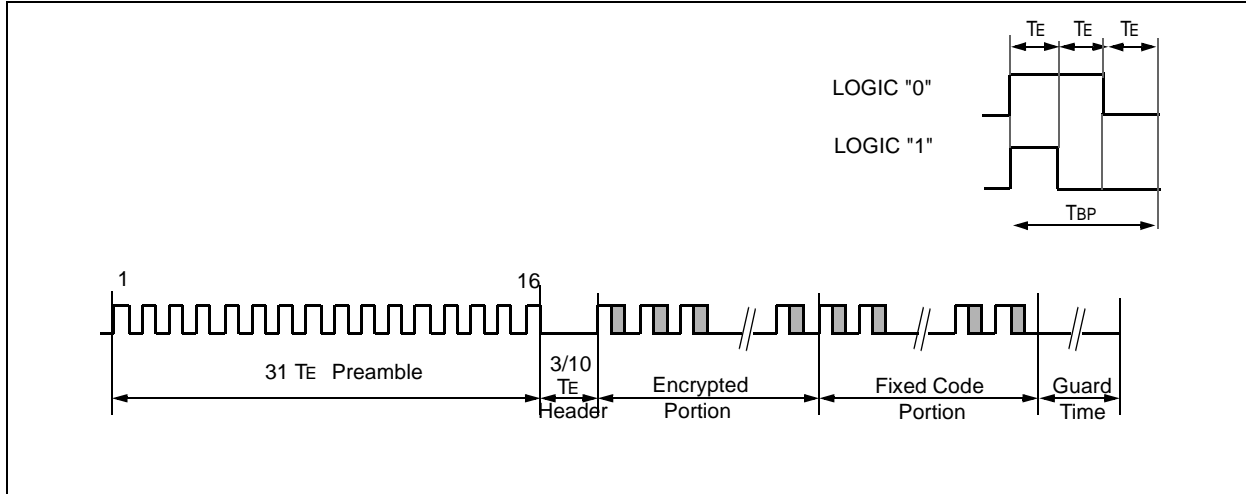 TE TE TE
LOGIC "0"
LOGIC "1"
TBP
1 16
31 TE Preamble
3/10
TE
Header
Encrypted
Portion
Fixed Code
Portion
Guard
Time